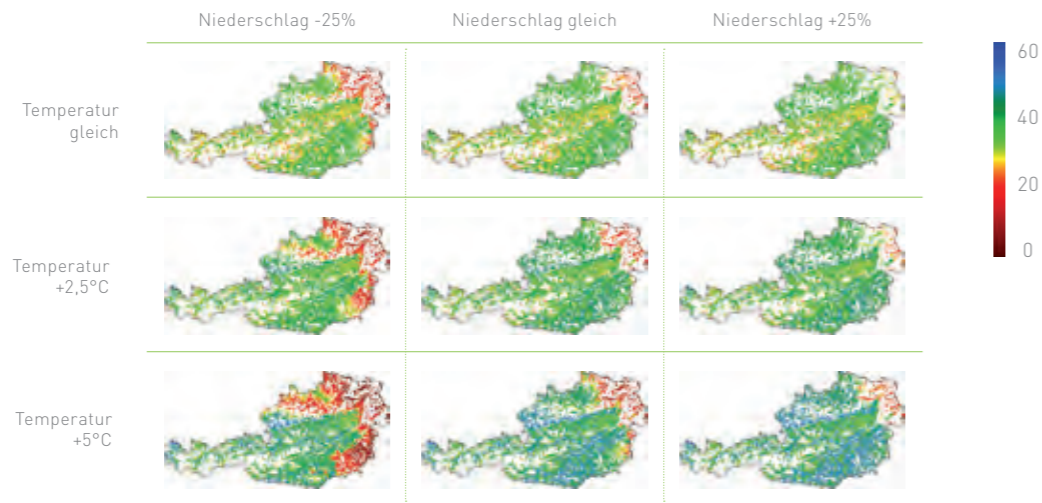 Niederschlag -25%
Niederschlag gleich
Niederschlag +25%
60
40
20
0
Temperatur
gleich
Temperatur
+2,5°C
Temperatur
+5°C